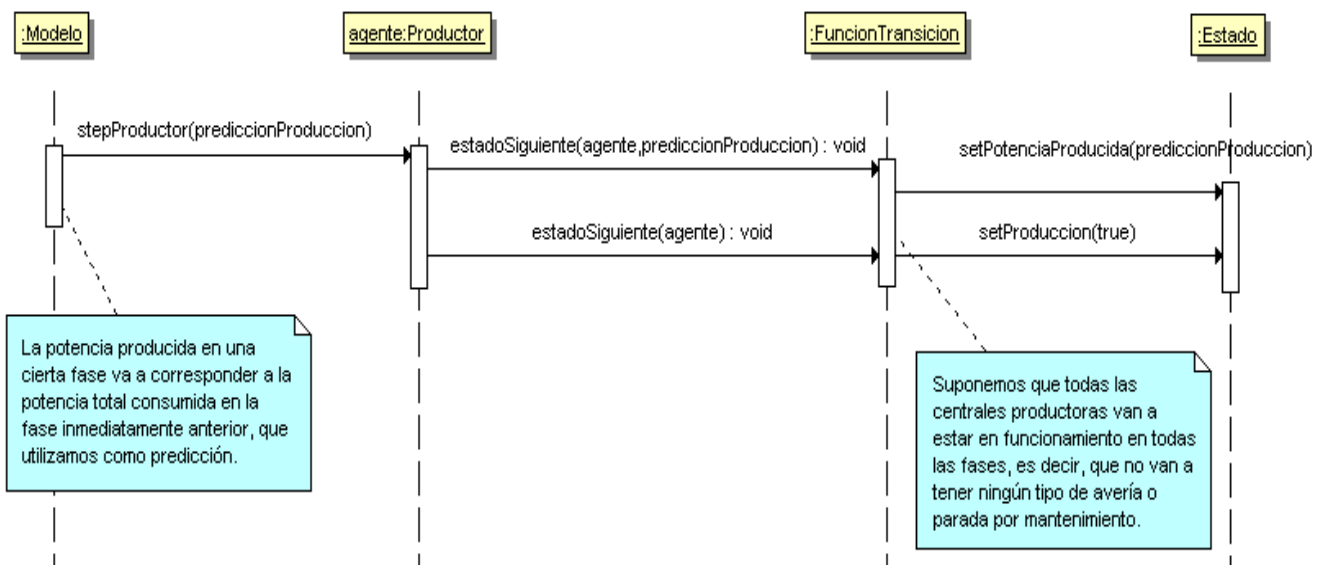 :Modelo
agente:Productor
:FuncionTransicion
:Estado
stepProductor(prediccionProduccion)
estadoSiguiente(agente,prediccionProduccion) : void
setPotenciaProducida(prediccionProduccion)
estadoSiguiente(agente) : void
setProduccion(true)
La potencia producida en una
cierta fase va a corresponder a la
potencia total consumida en la
fase inmediatamente anterior, que
utilizamos como predicción.
Suponemos que todas las
centrales productoras van a
estar en funcionamiento en todas
las fases, es decir, que no van a
tener ningún tipo de avería o
parada por mantenimiento.